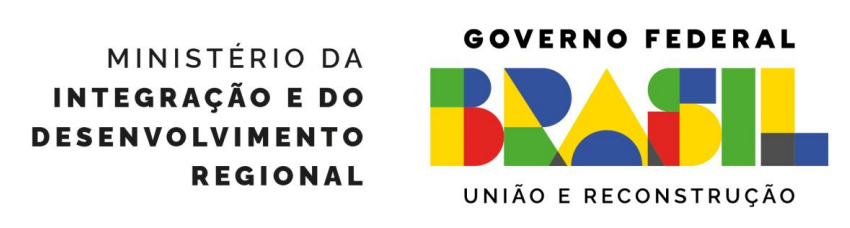 MINISTÉRIO DA
INTEGRAÇÃO E DO
DESENVOLVIMENTO
REGIONAL
GOVERNO FEDERAL
BRASIL
UNIÃO E RECONSTRUÇÃO